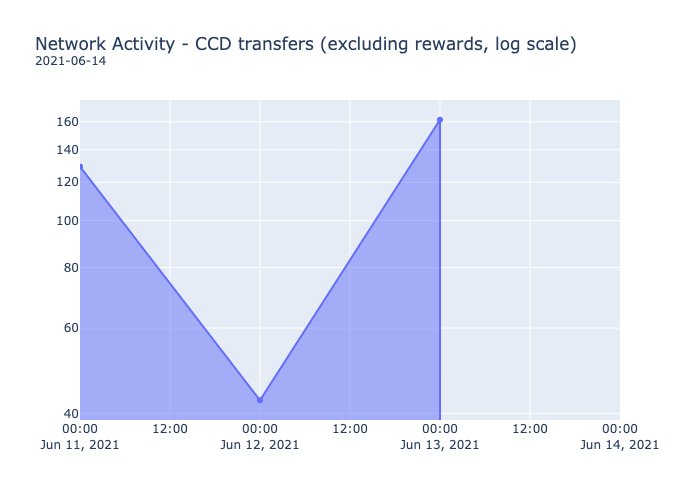 Network Activity - CCD transfers (excluding rewards, log scale)
2021-06-14
160
140
120
100
80
60
40
00:00 12:00 00:00 12:00 00:00 12:00 00:00
Jun 11, 2021 Jun 12, 2021 Jun 13, 2021 Jun 14, 2021